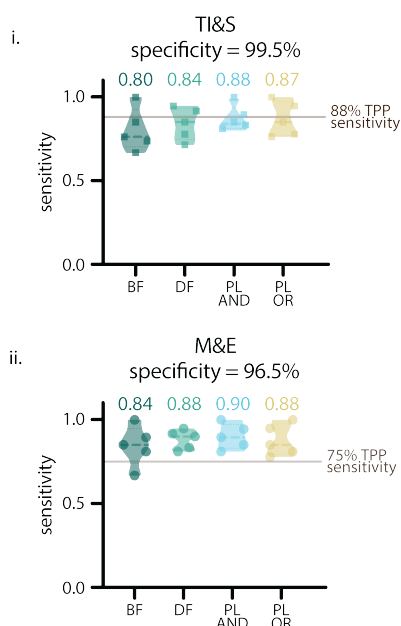 i.
TI&S
specificity = 99.5%
0.80 0.84 0.88 0.87
1.0
88% TPP
sensitivity
0.5
sensitivity
0.0
BF DF PL PL
AND OR
ii.
M&E
specificity = 96.5%
0.84 0.88 0.90 0.88
1.0
75% TPP
sensitivity
0.5
sensitivity
0.0
BF DF PL PL
AND OR